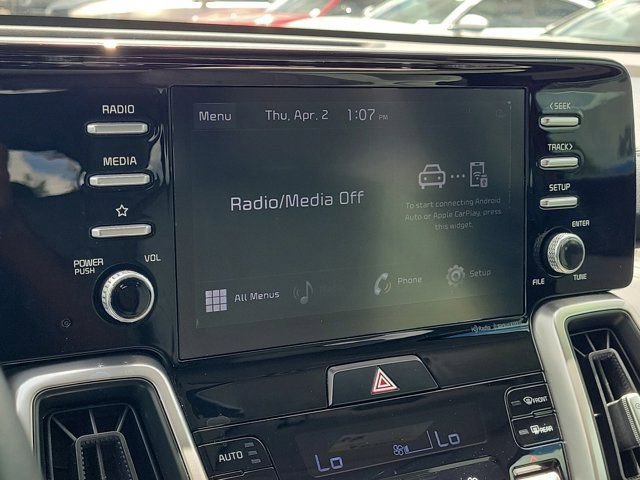 RADIO
MEDIA
POWER
PUSH
VOL
Menu Thu, Apr. 2 1:07 PM
Radio/Media Off
To start connecting Android
Auto or Apple CarPlay, press
this widget.
All Menus
Phone
Setup
HD Radio
< SEEK
TRACK >
SETUP
ENTER
FILE
TUNE
FRONT
REAR
AUTO
Lo
Lo